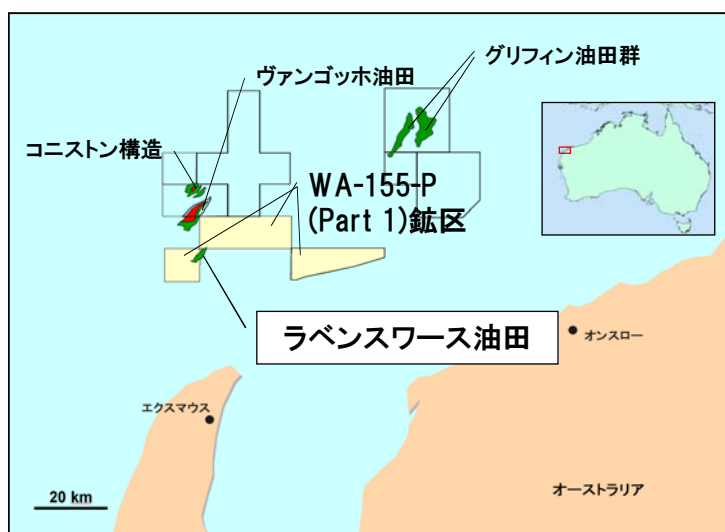 グリフィン油田群
ヴァンゴッホ油田
コニストン構造
WA-155-P
(Part 1)鉱区
ラベンスワース油田
オンスロー
エクスマウス
オーストラリア
20 km